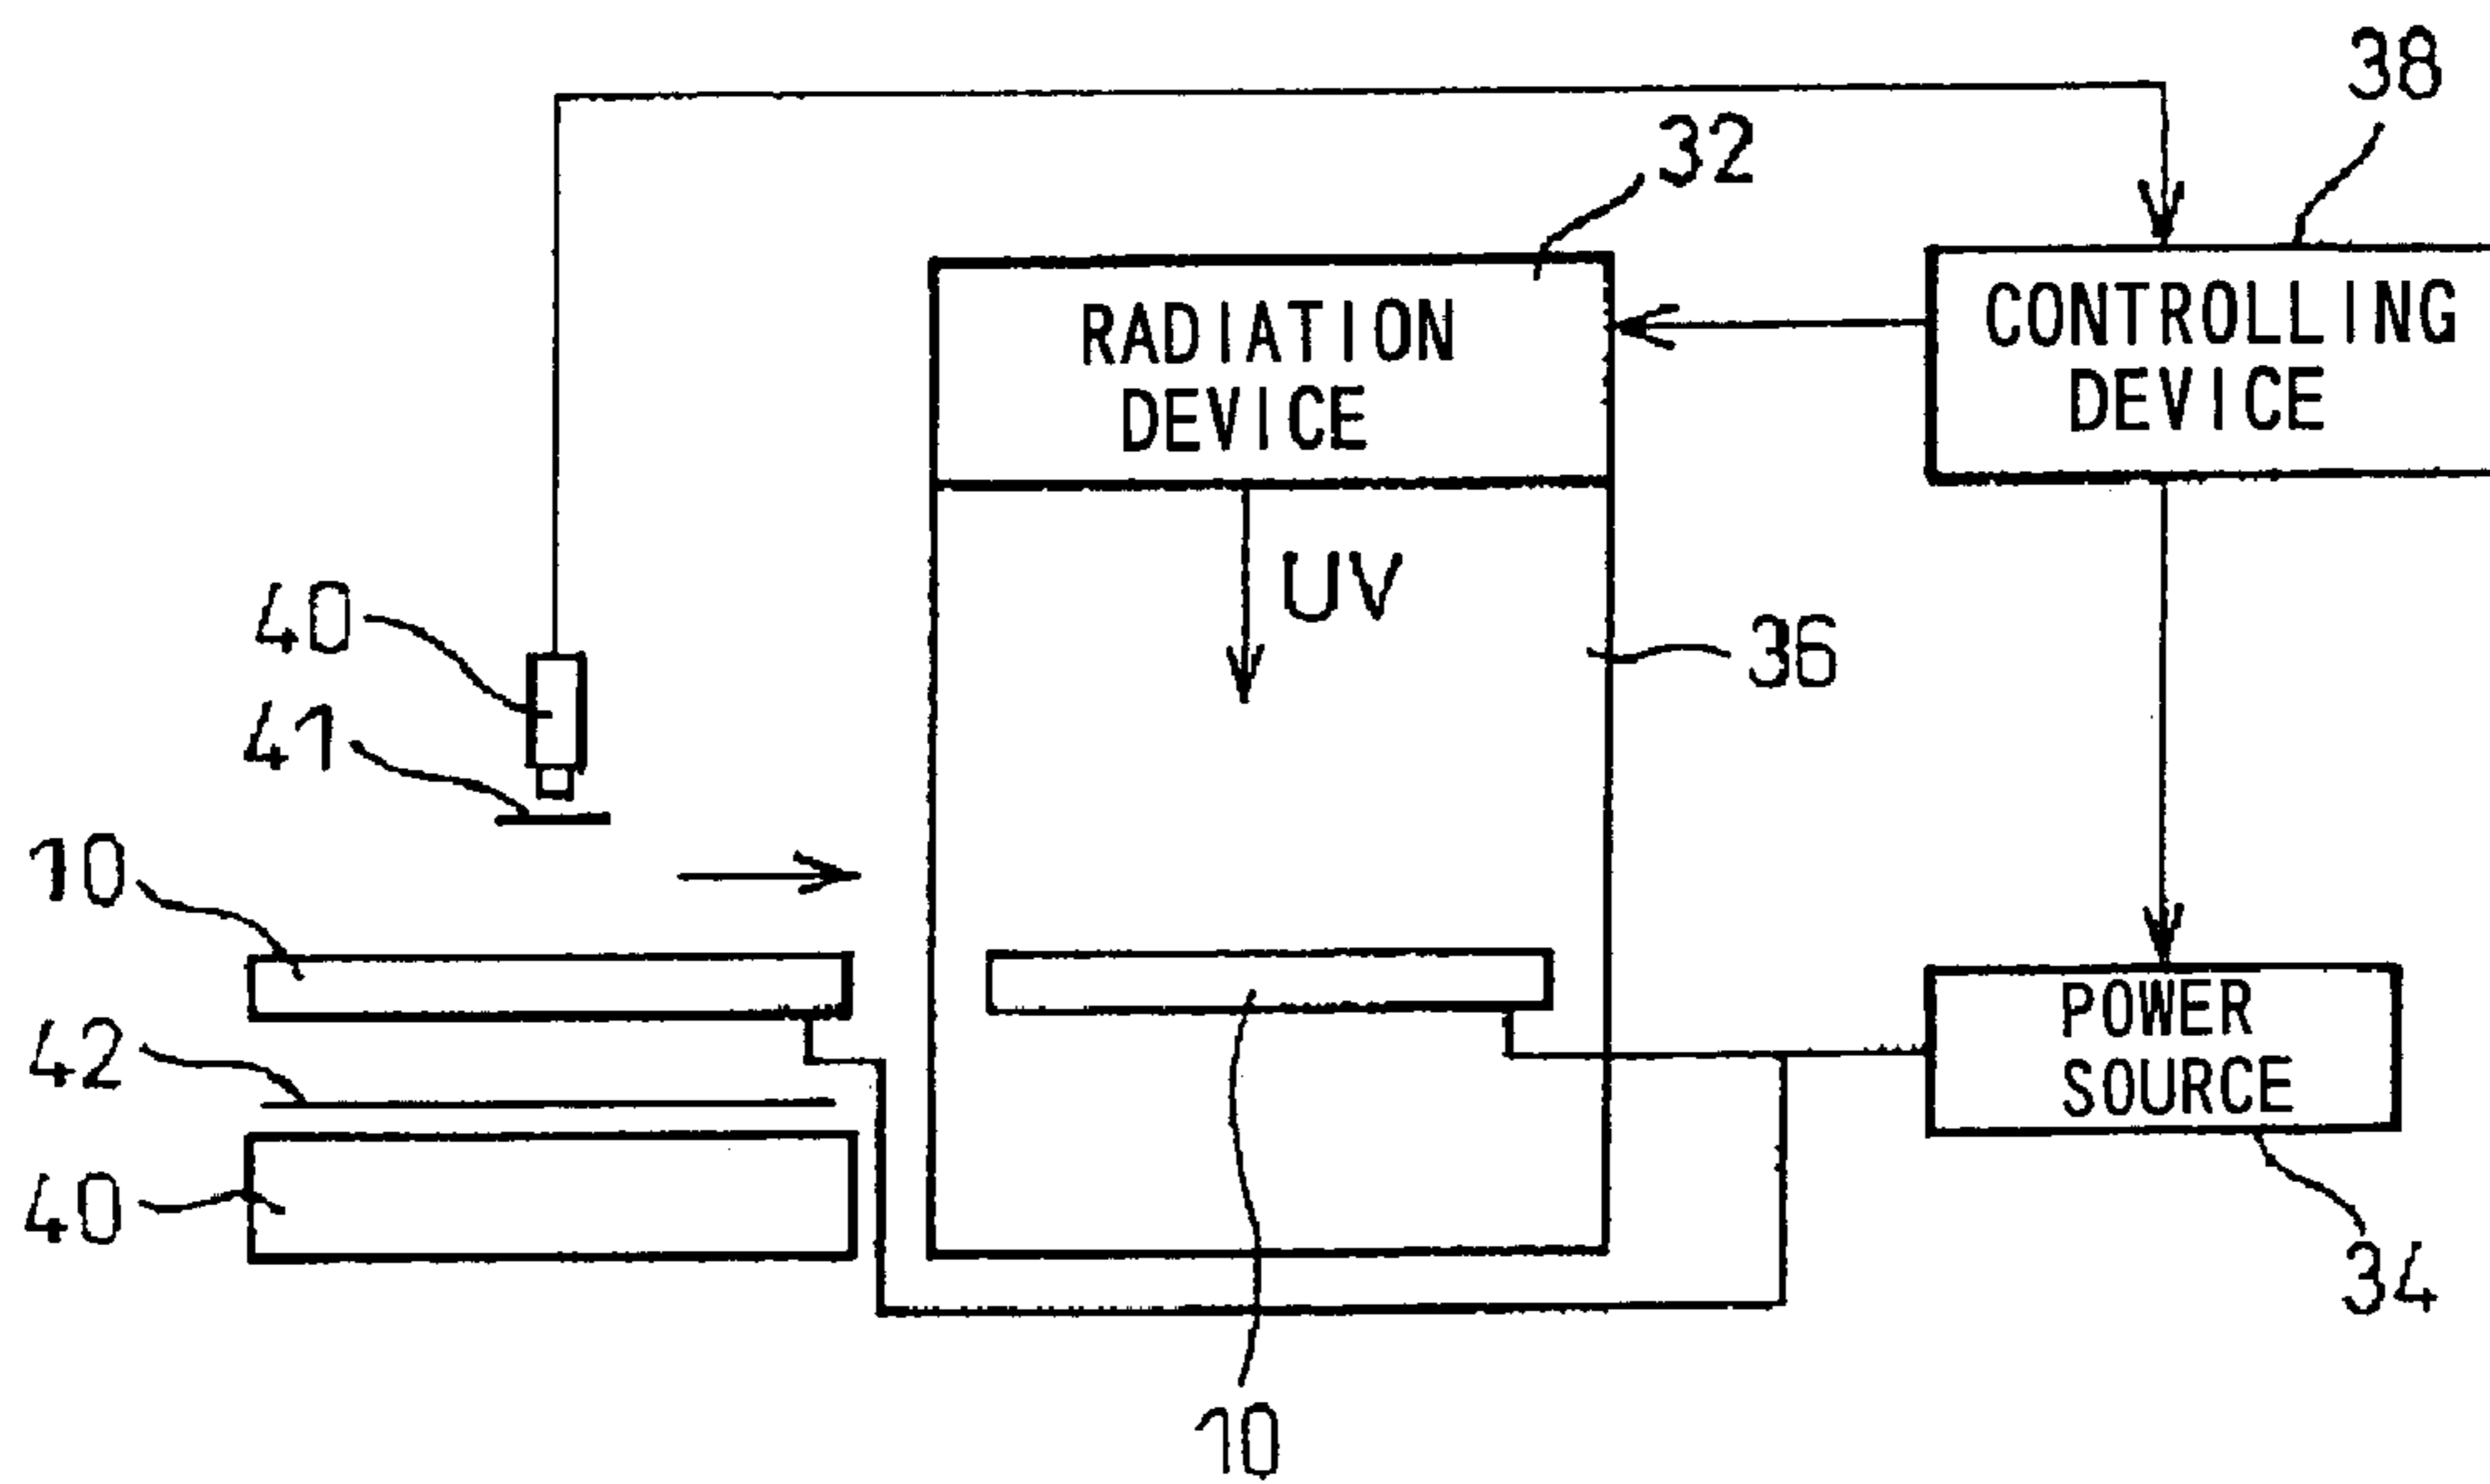 38
32
RADIATION
DEVICE
CONTROLLING
DEVICE
UV
40
36
41
10
42
POWER
SOURCE
40
34
10